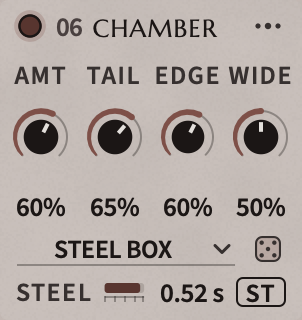 06 CHAMBER
AMT TAIL EDGE WIDE
60% 65% 60% 50%
STEEL BOX
STEEL 0.52 s ST